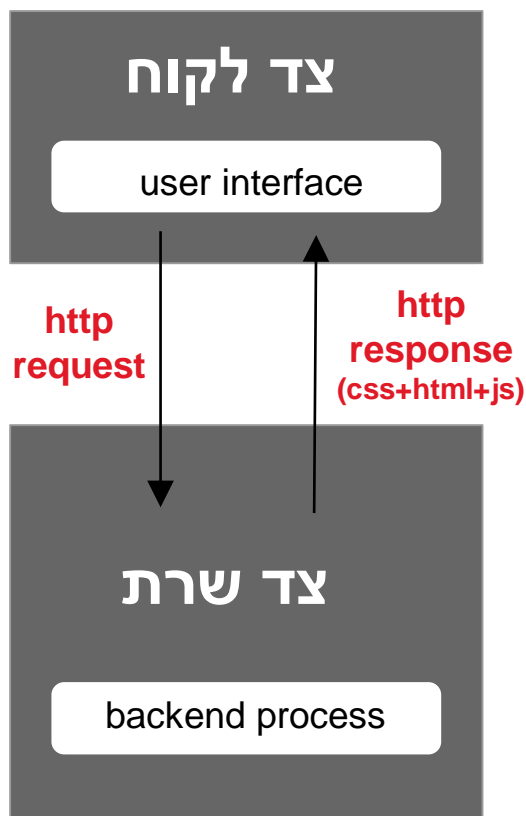 צד לקוח
user interface
http
request
http
response
(css+html+js)
צד שרת
backend process